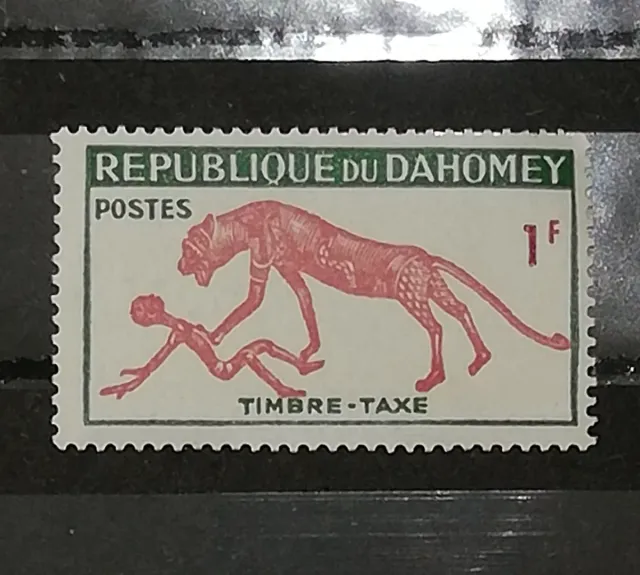 REPUBLIQUE DU DAHOMEY
POSTES
1F
TIMBRE-TAXE